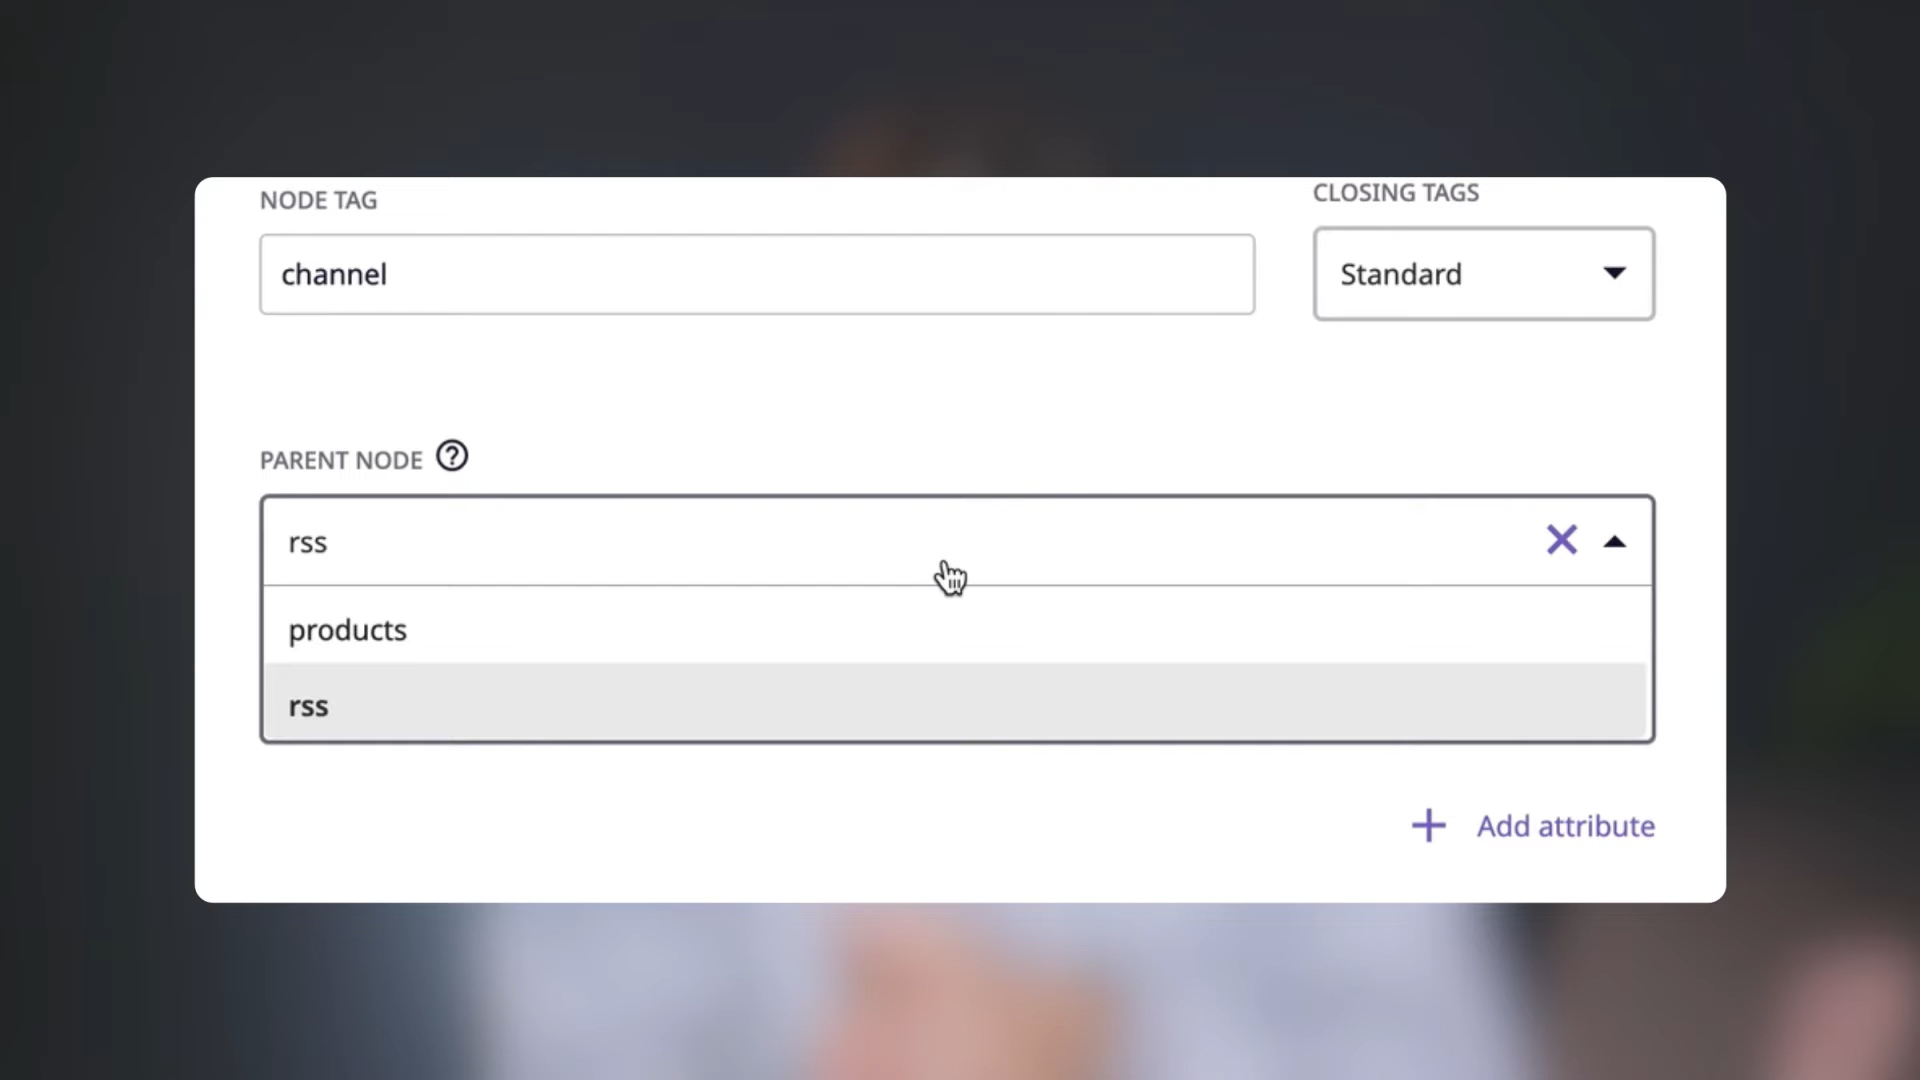 NODE TAG
CLOSING TAGS
channel
Standard
PARENT NODE
rss
products
rss
Add attribute